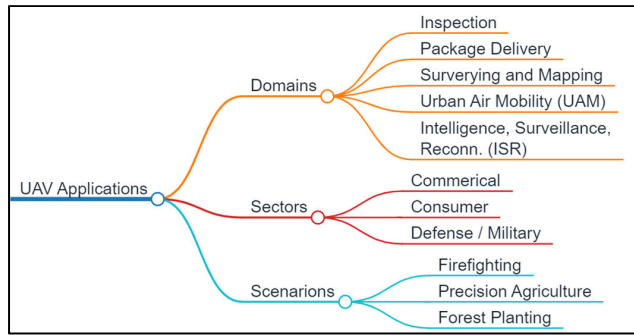 Inspection
Package Delivery
Surverying and Mapping
Domains
Urban Air Mobility (UAM)
Intelligence, Surveillance,
Reconn. (ISR)
UAV Applications
Commerical
Sectors
Consumer
Defense / Military
Firefighting
Scenarions
Precision Agriculture
Forest Planting